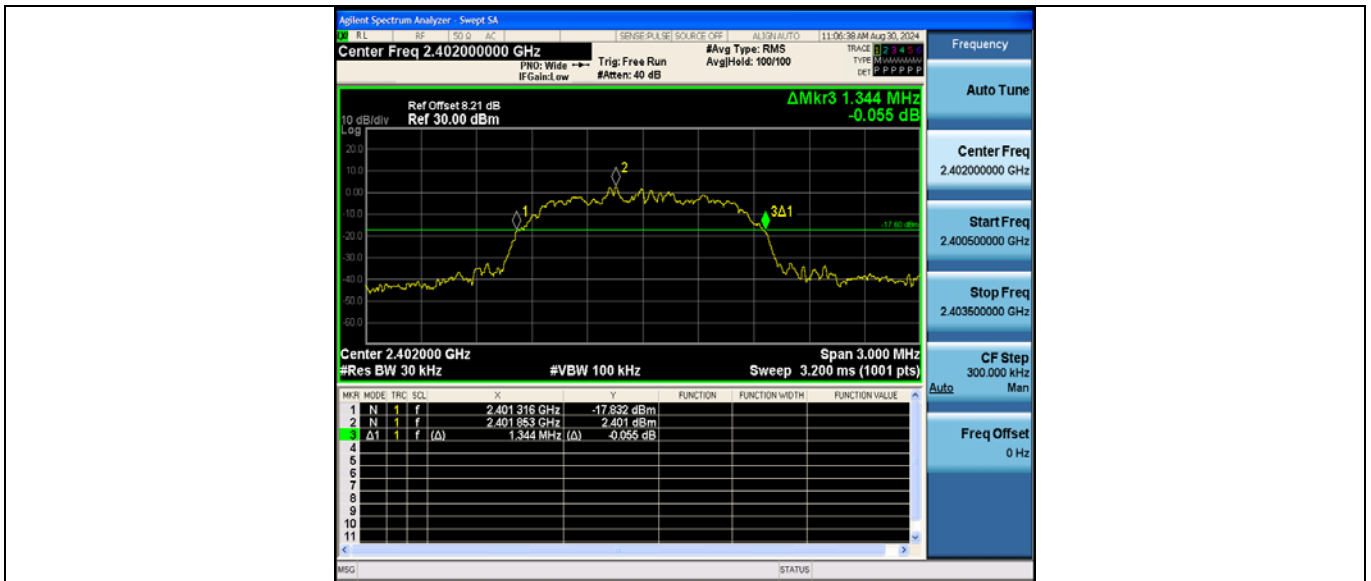 Agilent Spectrum Analyzer - Swept SA
RL RF 50 Ω AC SENSE:PULSE SOURCE OFF ALIGN AUTO 11:06:38 AM Aug 30, 2024
Center Freq 2.402000000 GHz
PNO: Wide
IFGain:Low
Trig: Free Run
#Atten: 40 dB
#Avg Type: RMS
Avg|Hold: 100/100
TRACE 1 2 3 4 5 6
TYPE M
DET P P P P P P
ΔMkr3 1.344 MHz
-0.055 dB
Ref Offset 8.21 dB
10 dB/div Ref 30.00 dBm
Log
20.0
10.0
0.00
-10.0
-20.0
-30.0
-40.0
-50.0
-60.0
1
2
3Δ1
-17.60 dBm
Center 2.402000 GHz Span 3.000 MHz
#Res BW 30 kHz #VBW 100 kHz Sweep 3.200 ms (1001 pts)
MKR MODE TRC SCL X Y FUNCTION FUNCTION WIDTH FUNCTION VALUE
1 N 1 f 2.401 316 GHz -17.832 dBm
2 N 1 f 2.401 853 GHz 2.401 dBm
3 Δ1 1 f (Δ) 1.344 MHz (Δ) -0.055 dB
4
5
6
7
8
9
10
11
MSG STATUS
Frequency
Auto Tune
Center Freq
2.402000000 GHz
Start Freq
2.400500000 GHz
Stop Freq
2.403500000 GHz
CF Step
300.000 kHz
Auto Man
Freq Offset
0 Hz